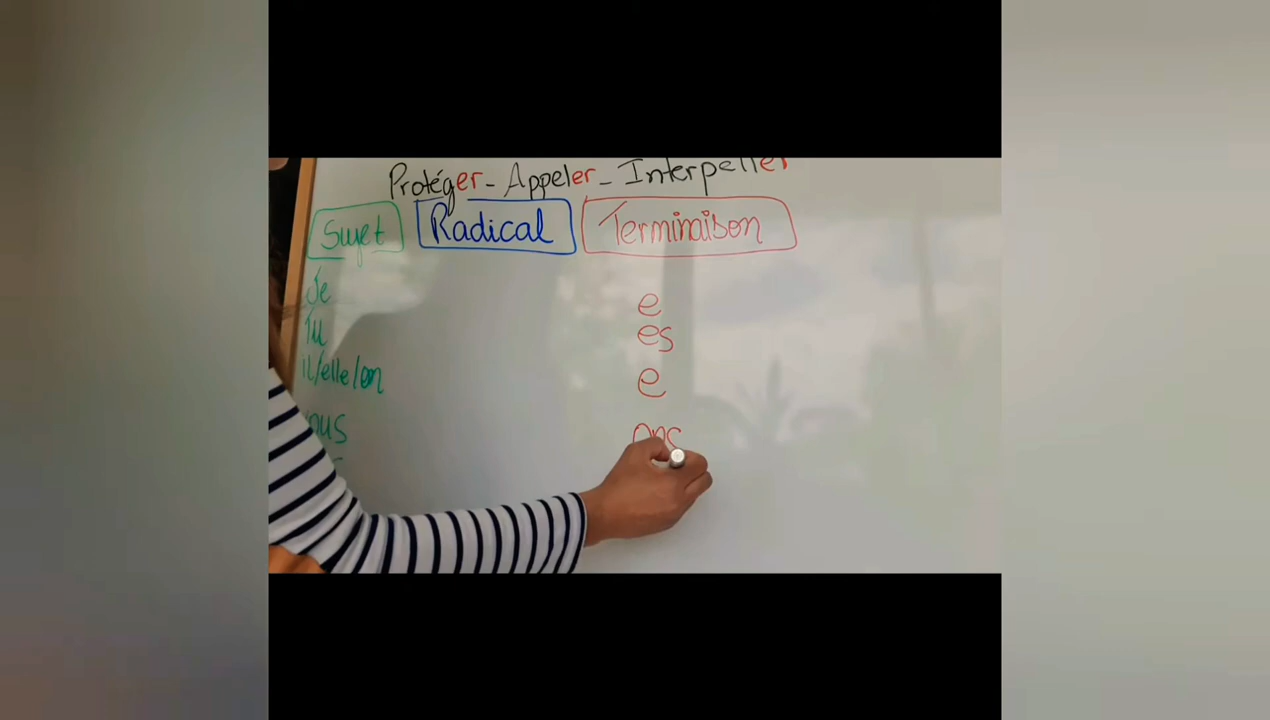 Protéger - Appeler - Interpeller
Sujet Radical Terminaison
Je e
Tu es
il/elle/on e
ons